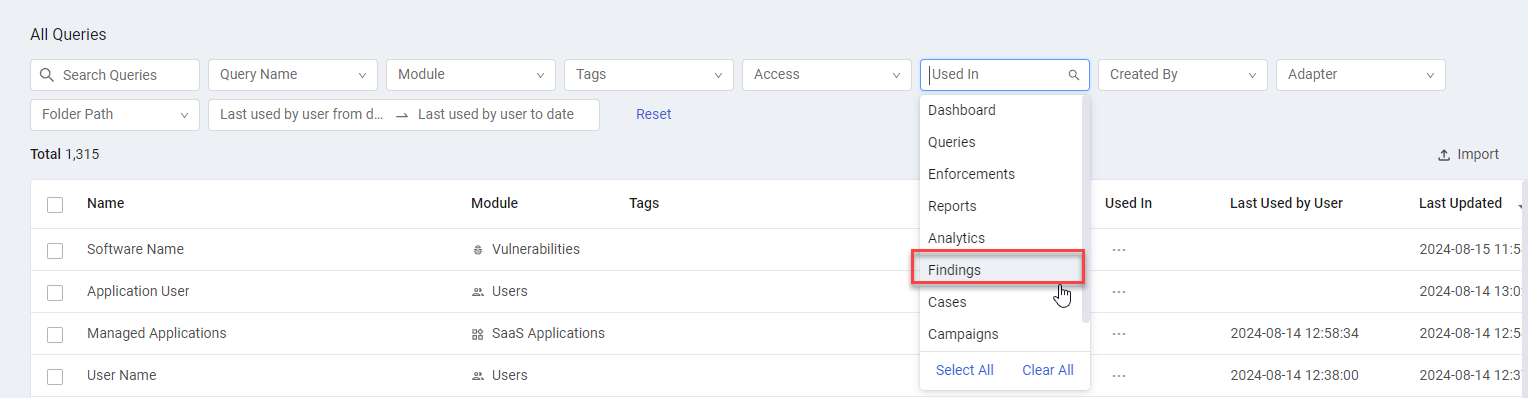 All Queries
Search Queries Query Name Module Tags Access Used In Created By Adapter
Folder Path Last used by user from d... Last used by user to date Reset
Dashboard
Queries
Total 1,315 Import
Enforcements
Name Module Tags Reports Used In Last Used by User Last Updated
Analytics
Software Name Vulnerabilities ... 2024-08-15 11:5
Findings
Application User Users ... 2024-08-14 13:0
Cases
Managed Applications SaaS Applications Campaigns ... 2024-08-14 12:58:34 2024-08-14 12:5
Select All Clear All
User Name Users ... 2024-08-14 12:38:00 2024-08-14 12:3